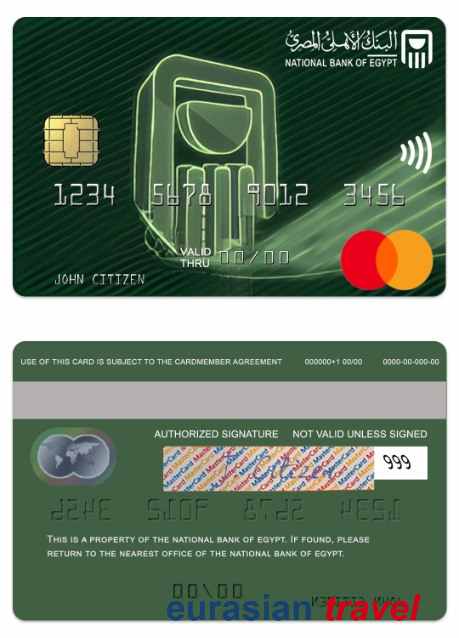 البنك الأهلي المصري
NATIONAL BANK OF EGYPT
1234 5678 9012 3456
VALID
THRU 00/00
JOHN CITIZEN
USE OF THIS CARD IS SUBJECT TO THE CARDMEMBER AGREEMENT 000000+1 00/00 0000-00-000-00
AUTHORIZED SIGNATURE NOT VALID UNLESS SIGNED
MasterCard MasterCard MasterCard
999
THIS IS A PROPERTY OF THE NATIONAL BANK OF EGYPT. IF FOUND, PLEASE
RETURN TO THE NEAREST OFFICE OF THE NATIONAL BANK OF EGYPT.
00/00
eurasian travel